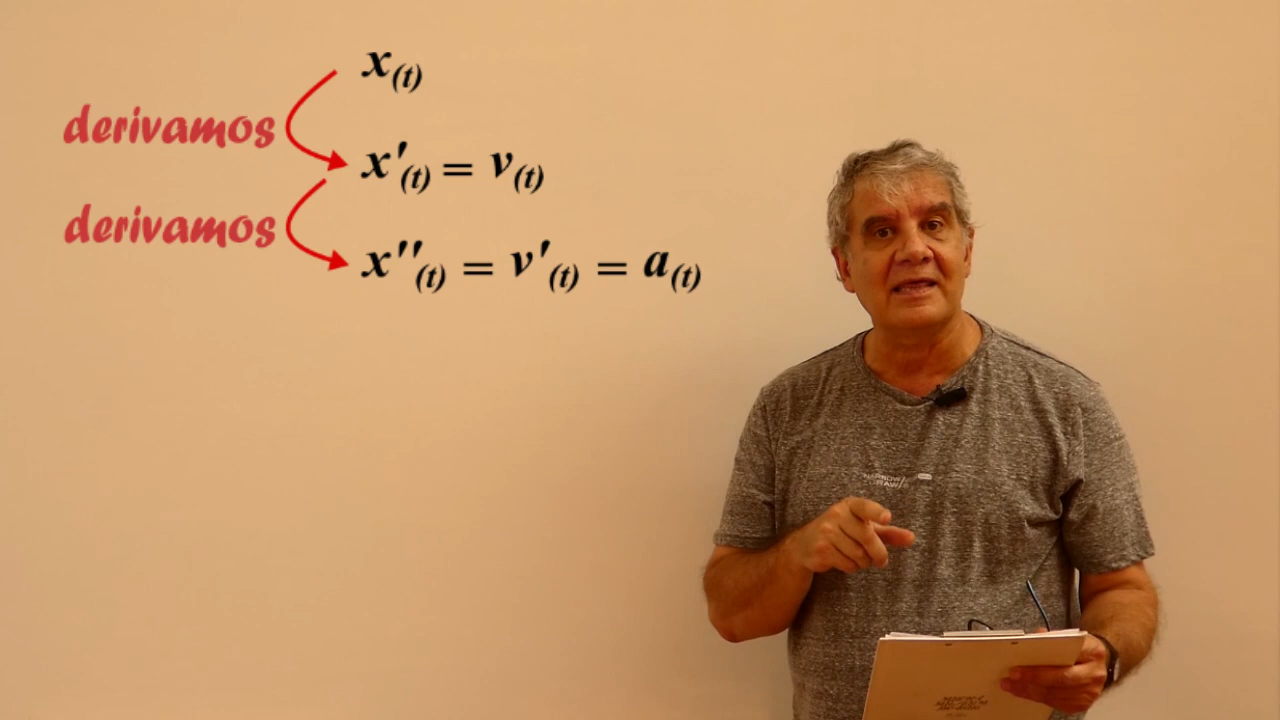 x(t)
derivamos
x'(t) = v(t)
derivamos
x''(t) = v'(t) = a(t)